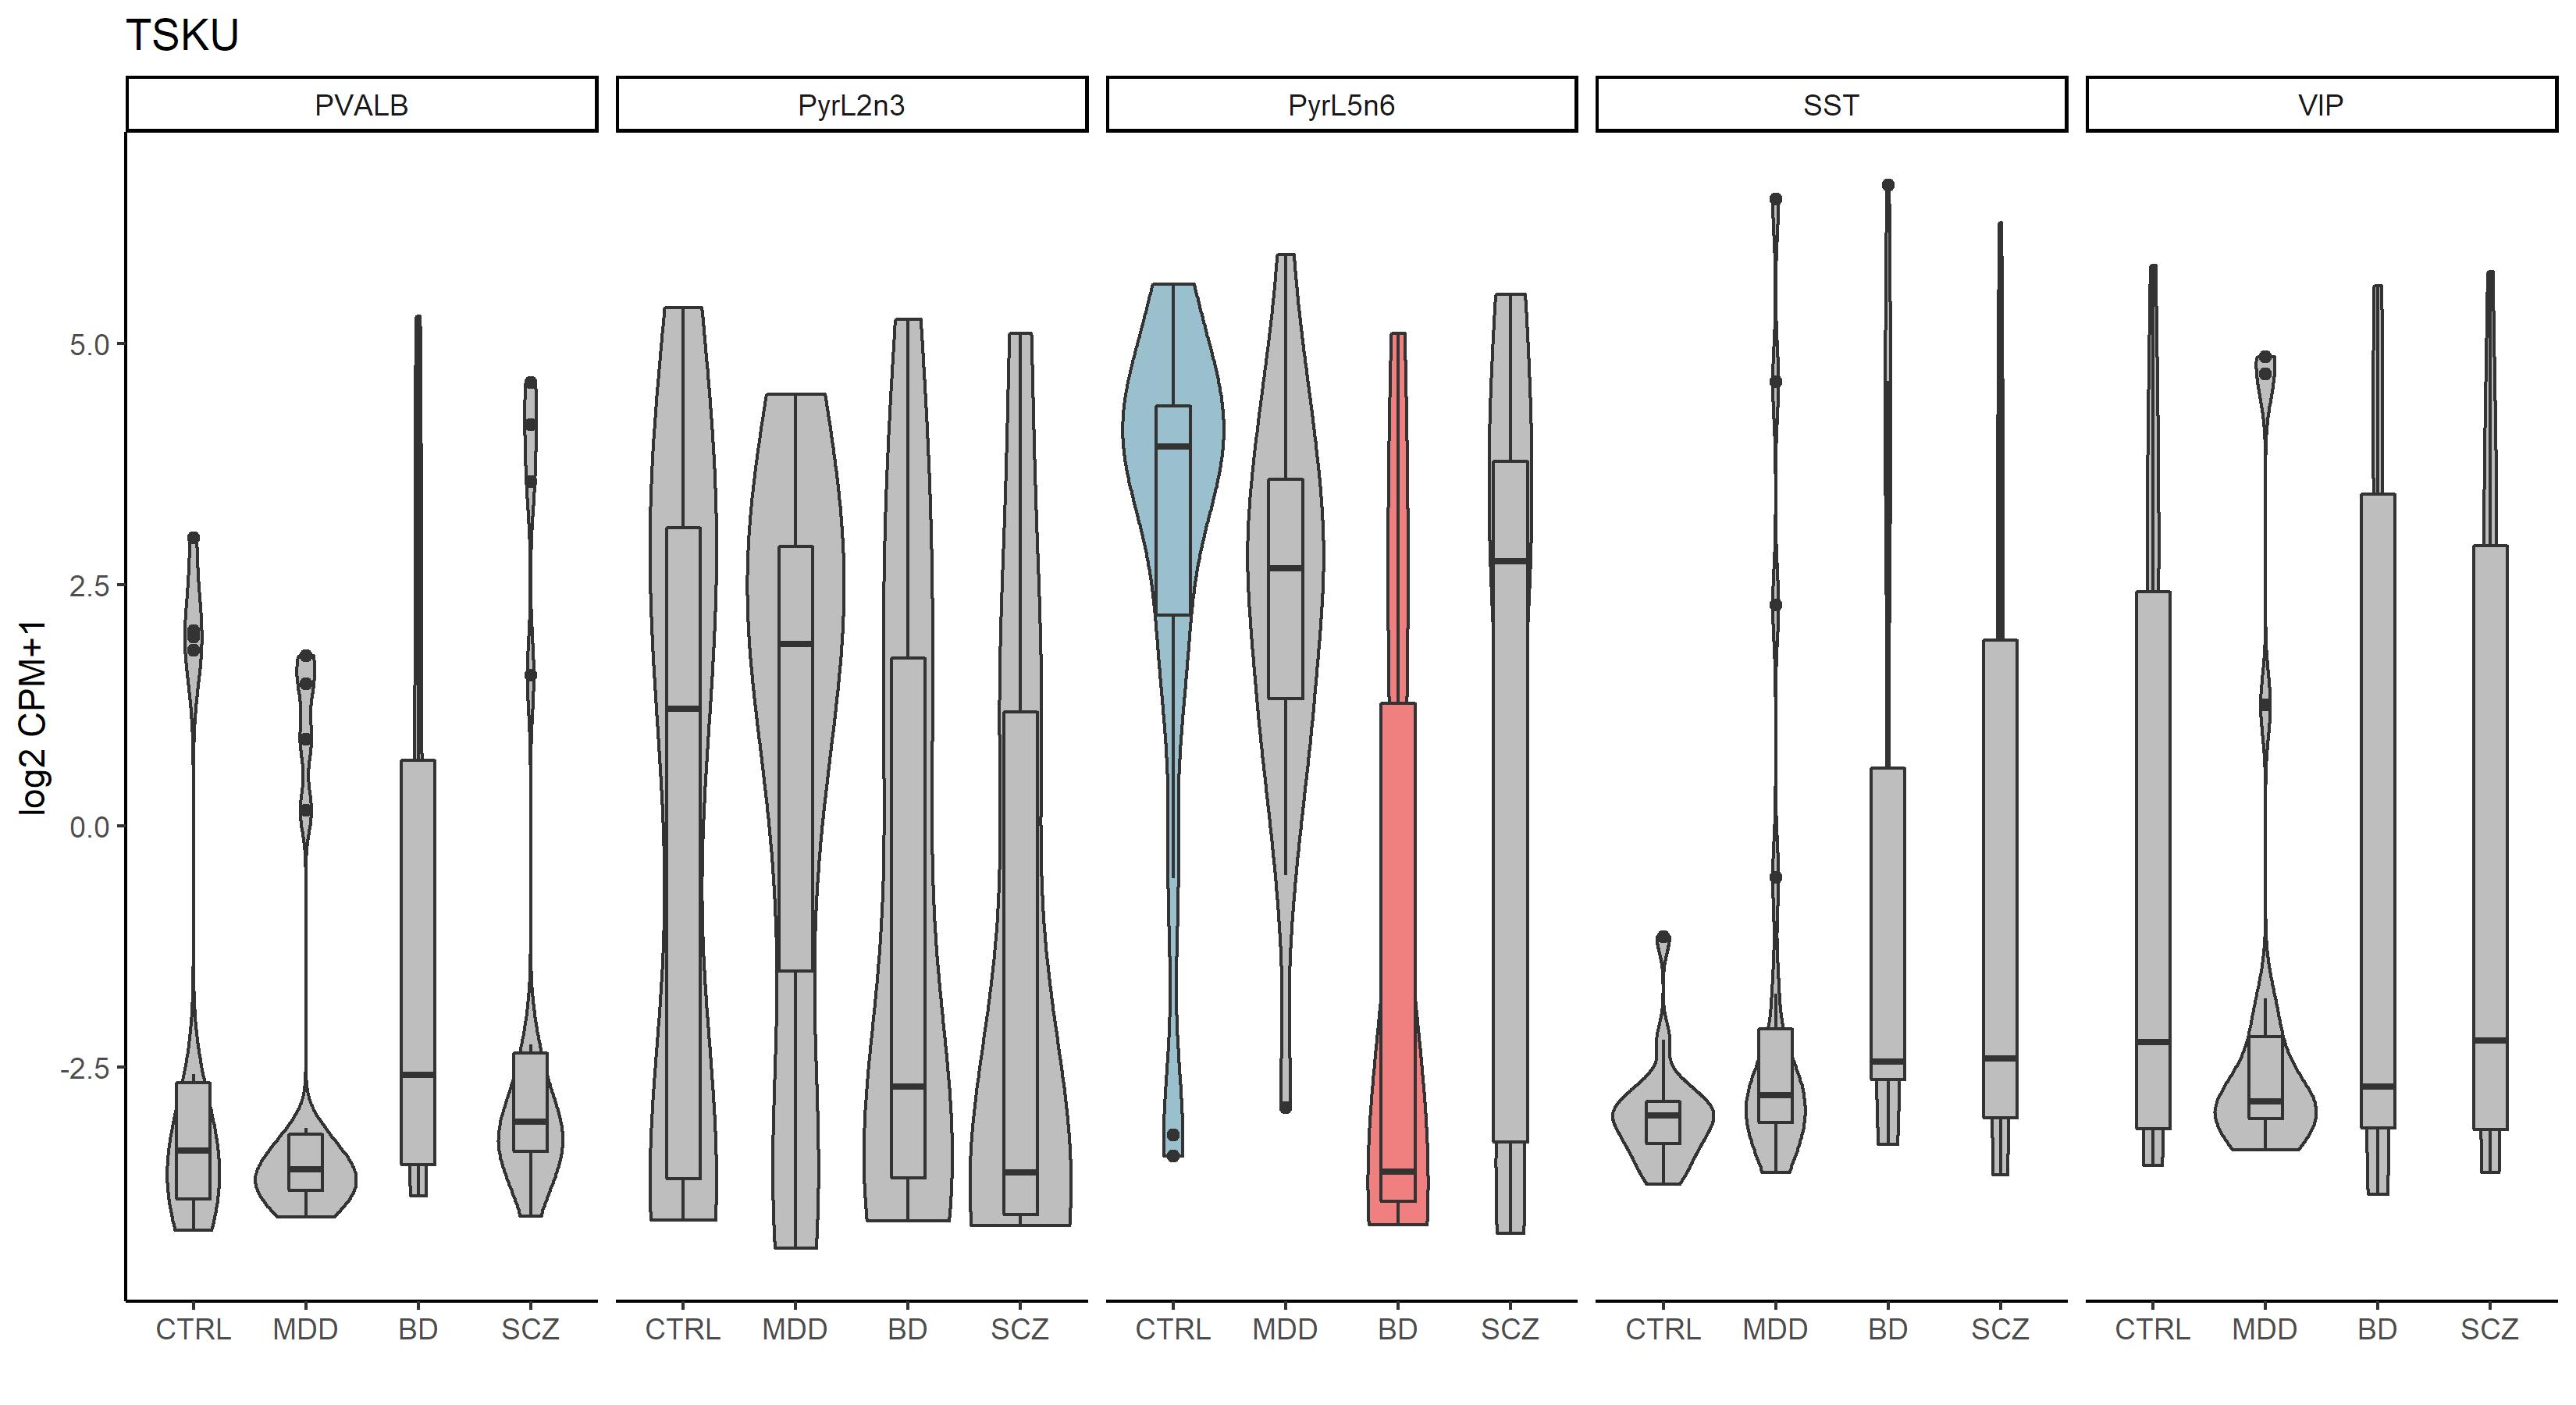 TSKU
PVALB PyrL2n3 PyrL5n6 SST VIP
log2 CPM+1
5.0
2.5
0.0
-2.5
CTRL MDD BD SCZ CTRL MDD BD SCZ CTRL MDD BD SCZ CTRL MDD BD SCZ CTRL MDD BD SCZ